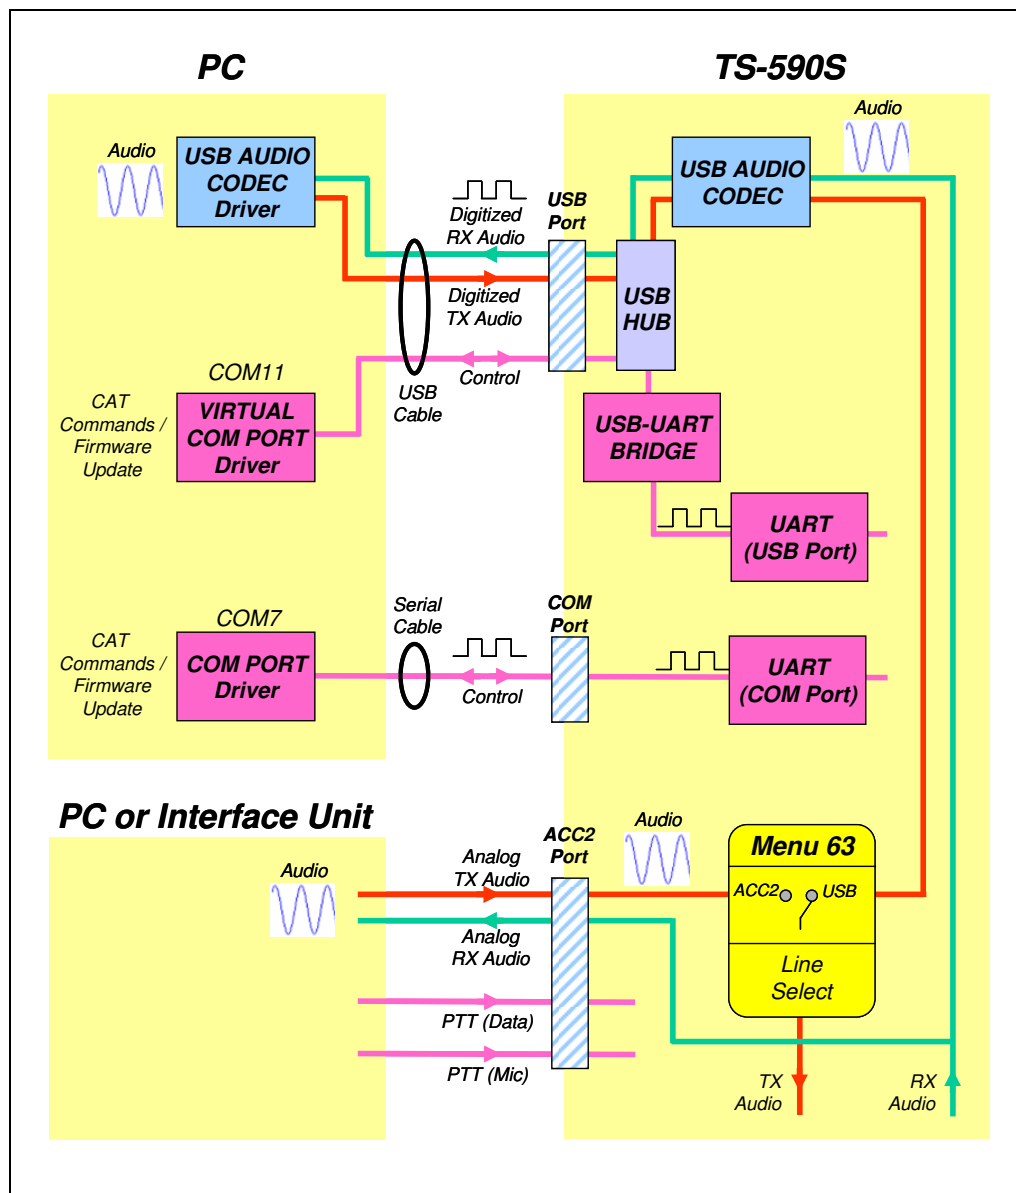 PC
TS-590S
Audio
USB AUDIO
CODEC
Driver
Digitized
RX Audio
Digitized
TX Audio
USB
Port
USB AUDIO
CODEC
Audio
USB
HUB
COM11
CAT
Commands /
Firmware
Update
VIRTUAL
COM PORT
Driver
USB
Cable
Control
USB-UART
BRIDGE
UART
(USB Port)
COM7
CAT
Commands /
Firmware
Update
COM PORT
Driver
Serial
Cable
Control
COM
Port
UART
(COM Port)
PC or Interface Unit
Audio
Analog
TX Audio
Analog
RX Audio
PTT (Data)
PTT (Mic)
ACC2
Port
Audio
Menu 63
ACC2
USB
Line
Select
TX
Audio
RX
Audio